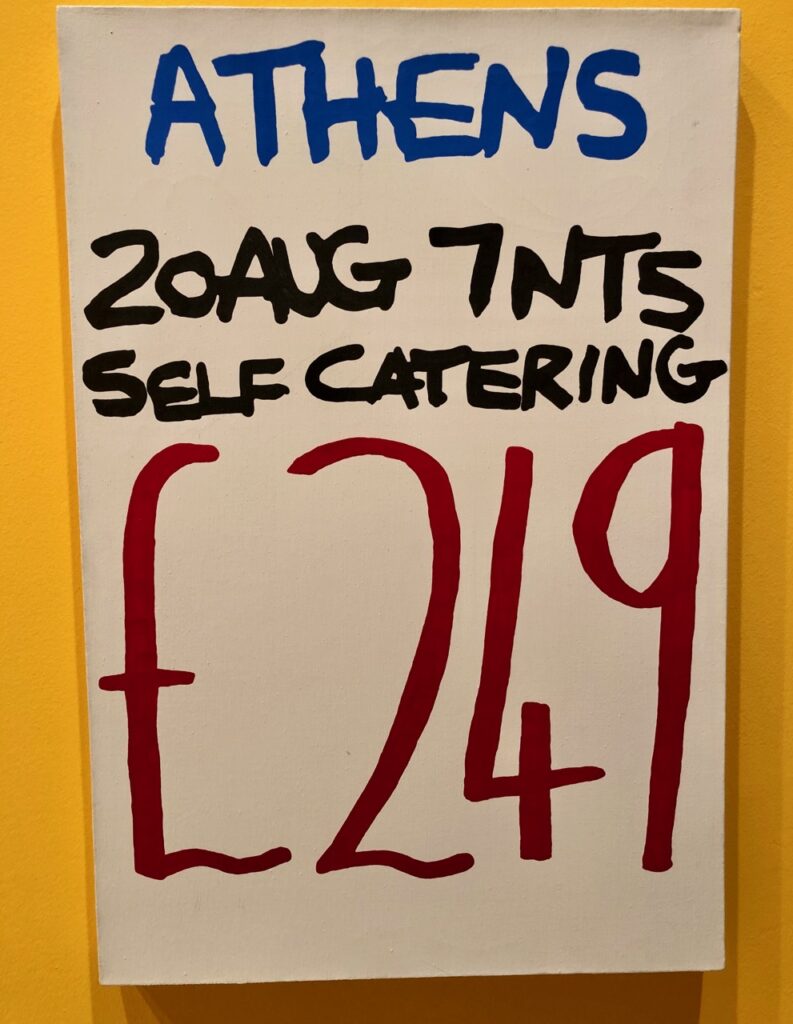 ATHENS
20AUG 7NTS
SELF CATERING
£249